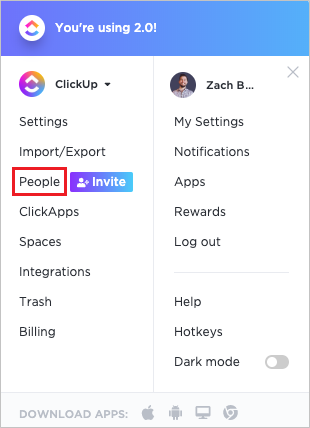 You're using 2.0!
ClickUp
Settings
Import/Export
People Invite
ClickApps
Spaces
Integrations
Trash
Billing
Zach B...
My Settings
Notifications
Apps
Rewards
Log out
Help
Hotkeys
Dark mode
DOWNLOAD APPS: